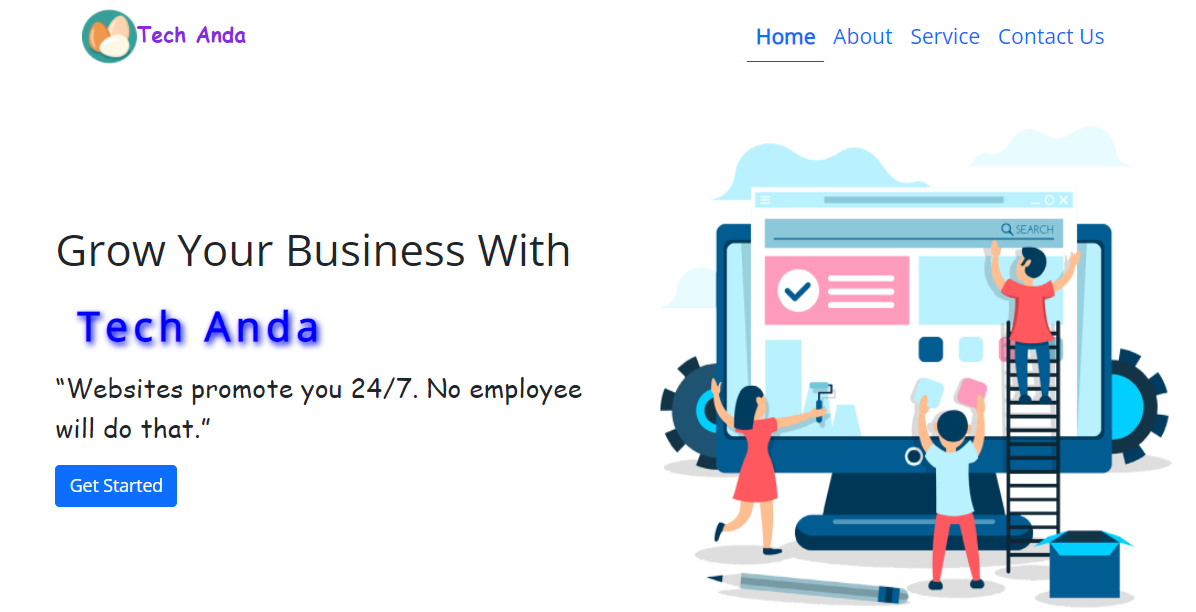 Tech Anda
Home About Service Contact Us
SEARCH
Grow Your Business With
Tech Anda
“Websites promote you 24/7. No employee
will do that.”
Get Started